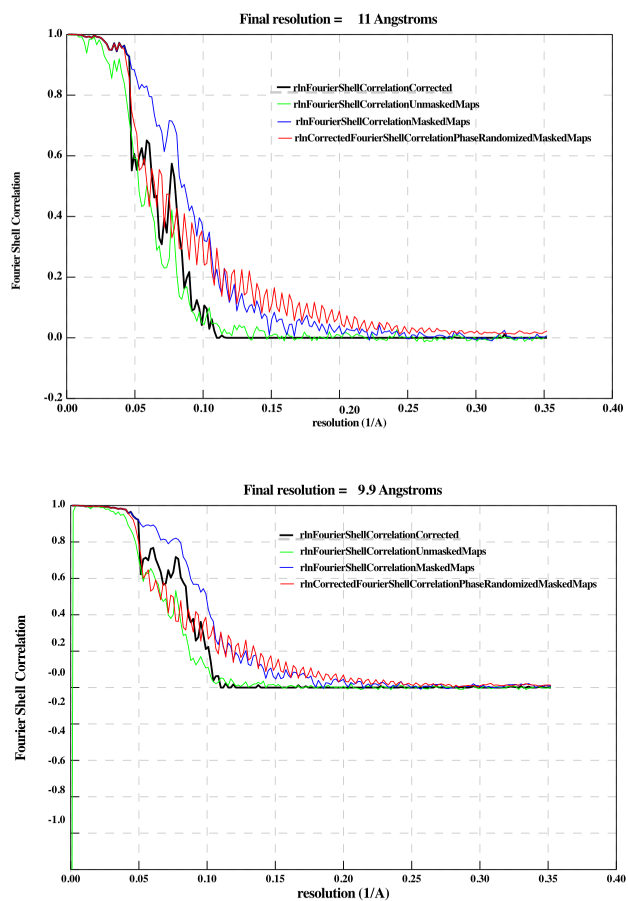 Final resolution = 11 Angstroms
1.0
0.8
0.6
0.4
0.2
0.0
-0.2
Fourier Shell Correlation
rlnFourierShellCorrelationCorrected
rlnFourierShellCorrelationUnmaskedMaps
rlnFourierShellCorrelationMaskedMaps
rlnCorrectedFourierShellCorrelationPhaseRandomizedMaskedMaps
0.00 0.05 0.10 0.15 0.20 0.25 0.30 0.35 0.40
resolution (1/A)
Final resolution = 9.9 Angstroms
1.0
0.8
0.6
0.4
0.2
-0.0
-0.2
-0.4
-0.6
-0.8
-1.0
Fourier Shell Correlation
rlnFourierShellCorrelationCorrected
rlnFourierShellCorrelationUnmaskedMaps
rlnFourierShellCorrelationMaskedMaps
rlnCorrectedFourierShellCorrelationPhaseRandomizedMaskedMaps
0.00 0.05 0.10 0.15 0.20 0.25 0.30 0.35 0.40
resolution (1/A)